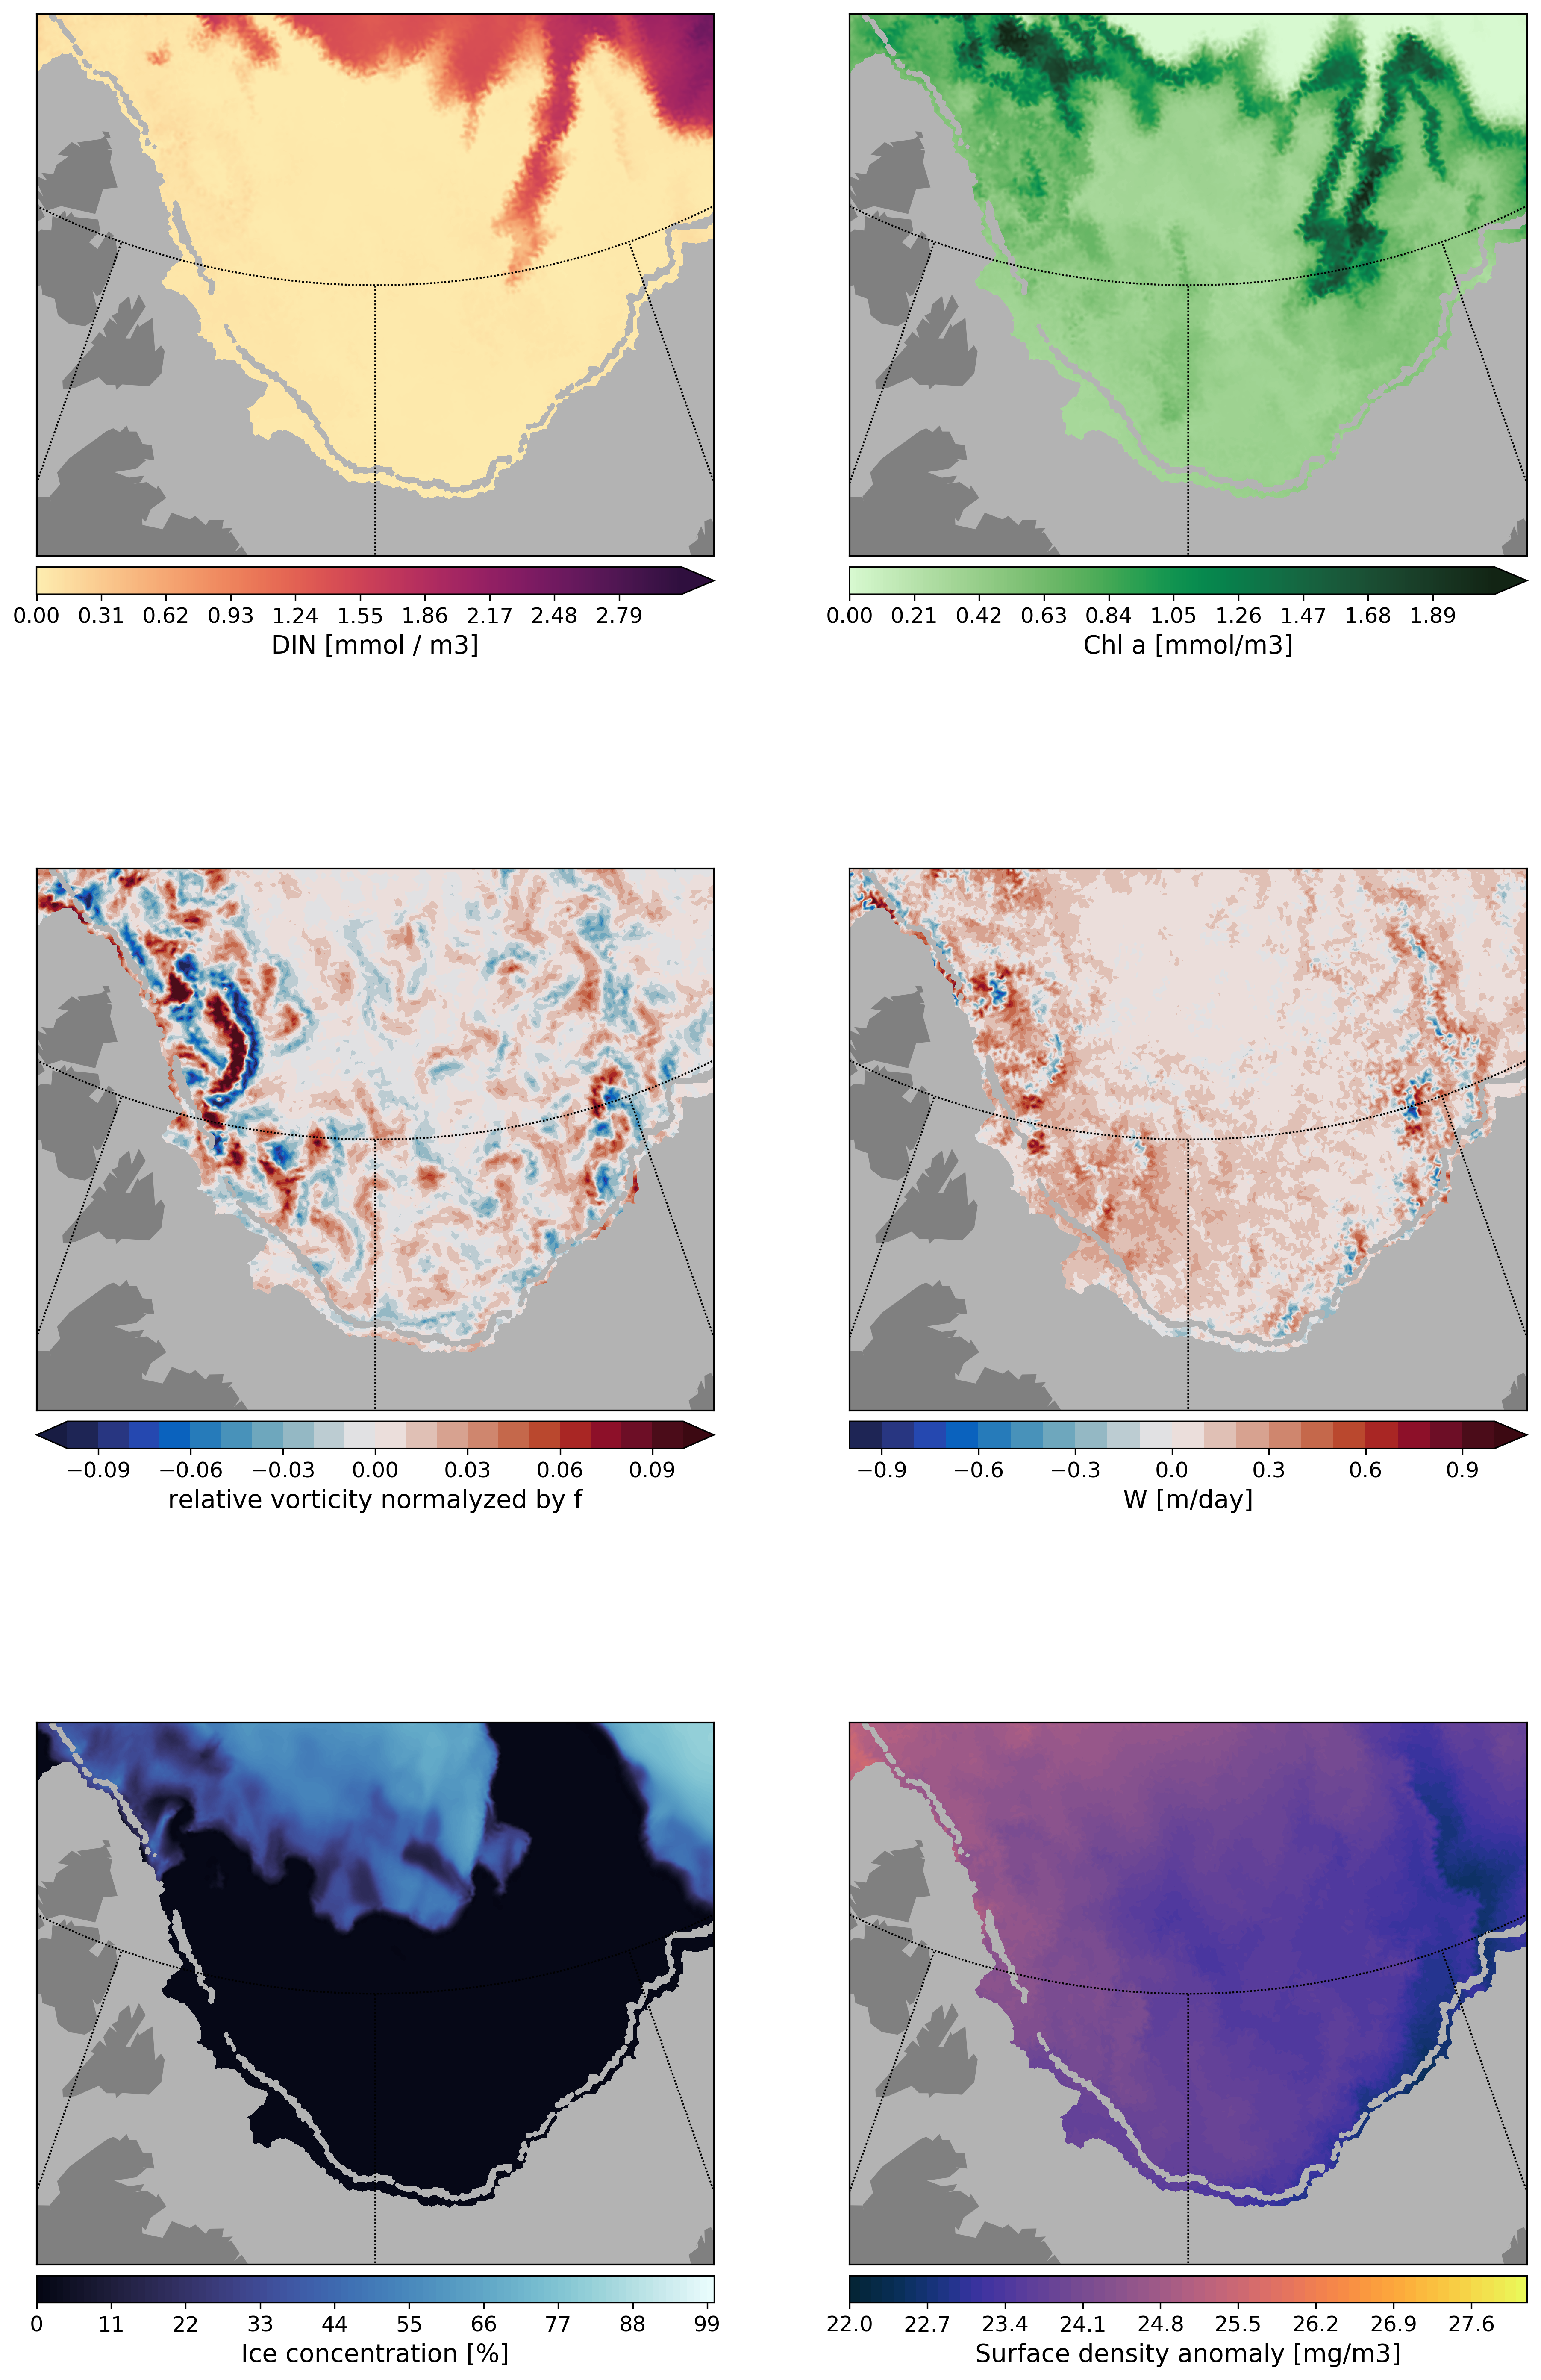 0.00 0.31 0.62 0.93 1.24 1.55 1.86 2.17 2.48 2.79
DIN [mmol / m3]
0.00 0.21 0.42 0.63 0.84 1.05 1.26 1.47 1.68 1.89
Chl a [mmol/m3]
−0.09 −0.06 −0.03 0.00 0.03 0.06 0.09
relative vorticity normalyzed by f
−0.9 −0.6 −0.3 0.0 0.3 0.6 0.9
W [m/day]
0 11 22 33 44 55 66 77 88 99
Ice concentration [%]
22.0 22.7 23.4 24.1 24.8 25.5 26.2 26.9 27.6
Surface density anomaly [mg/m3]